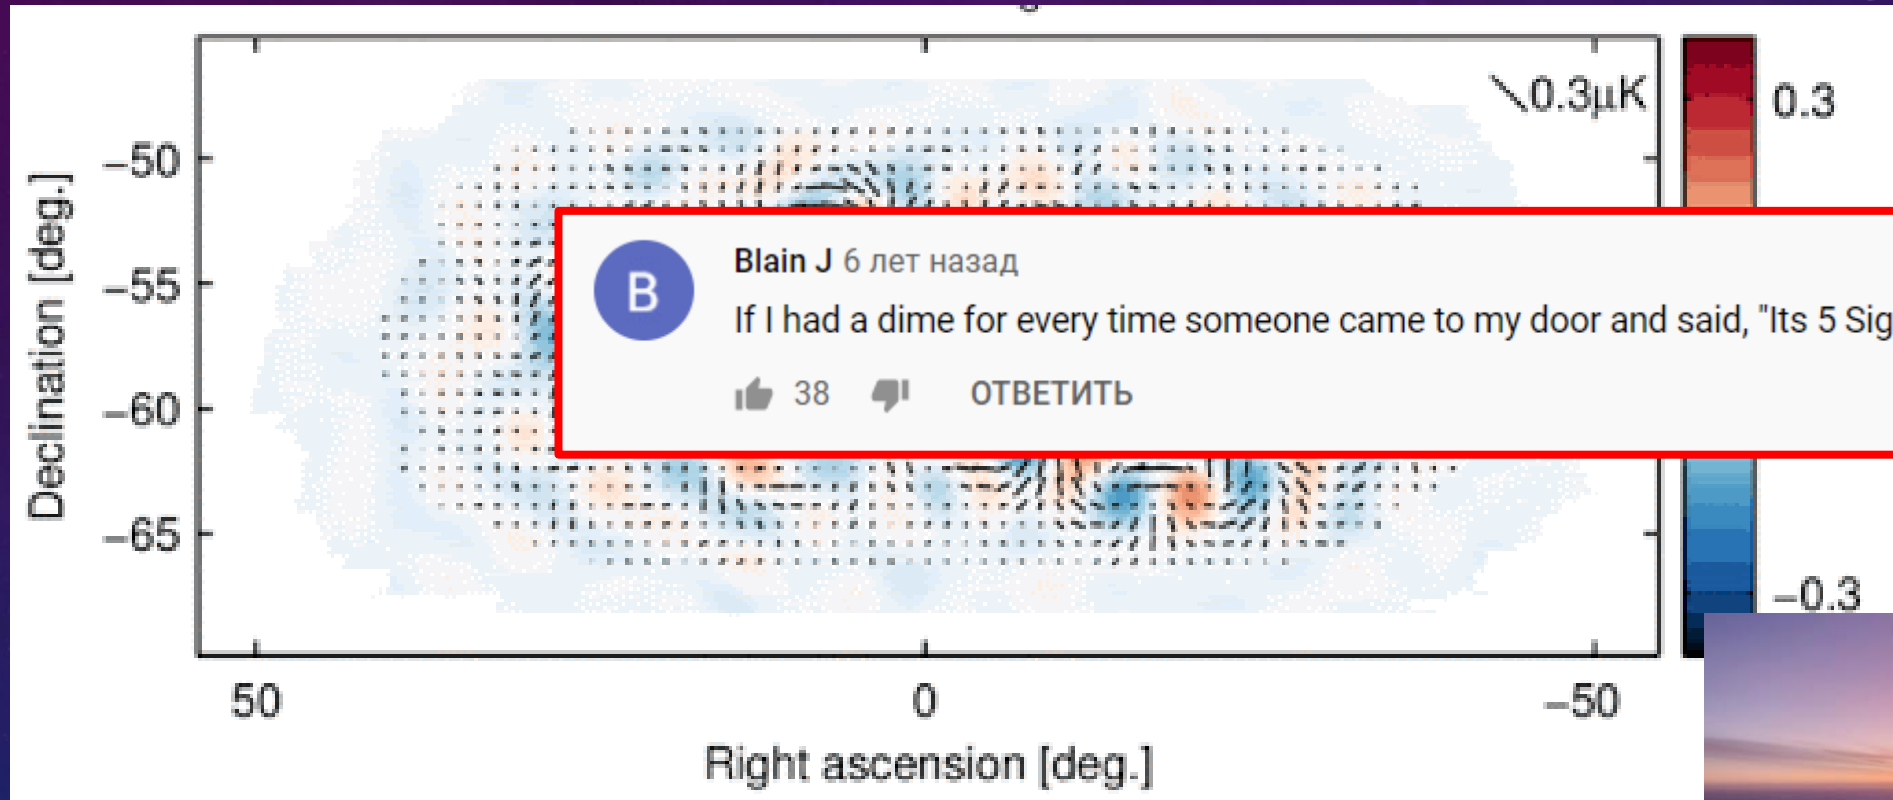 \0.3μK
0.3
−50
−55
−60
−65
Declination [deg.]
B
Blain J 6 лет назад
If I had a dime for every time someone came to my door and said, "Its 5 Sig
38
ОТВЕТИТЬ
−0.3
50
0
−50
Right ascension [deg.]